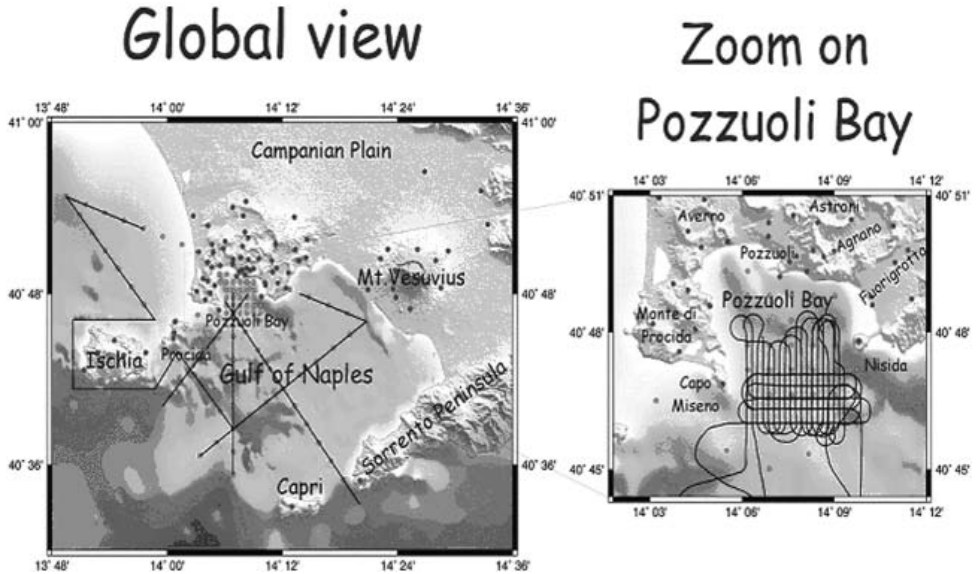 Global view
Zoom on
Pozzuoli Bay
13° 48' 14° 00' 14° 12' 14° 24' 14° 36'
41° 00' 41° 00'
Campanian Plain
Mt Vesuvius
40° 48' 40° 48'
Pozzuoli Bay
Ischia
Procida
Gulf of Naples
Sorrento Peninsula
40° 36' 40° 36'
Capri
13° 48' 14° 00' 14° 12' 14° 24' 14° 36'
14° 03' 14° 06' 14° 09' 14° 12'
40° 51' 40° 51'
Averno
Astroni
Agnano
Pozzuoli
Fuorigrotta
Pozzuoli Bay
Monte di
Procida
40° 48' 40° 48'
Nisida
Capo
Miseno
40° 45' 40° 45'
14° 03' 14° 06' 14° 09' 14° 12'